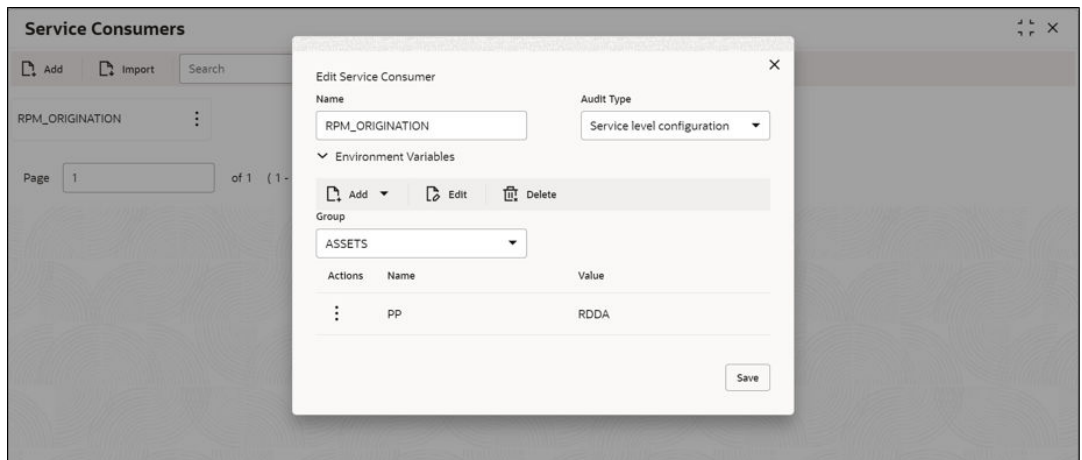 Service Consumers
Add Import Search
RPM_ORIGINATION
Page 1 of 1 (1 -
Edit Service Consumer
Name Audit Type
RPM_ORIGINATION Service level configuration
Environment Variables
Add Edit Delete
Group
ASSETS
Actions Name Value
PP RDDA
Save